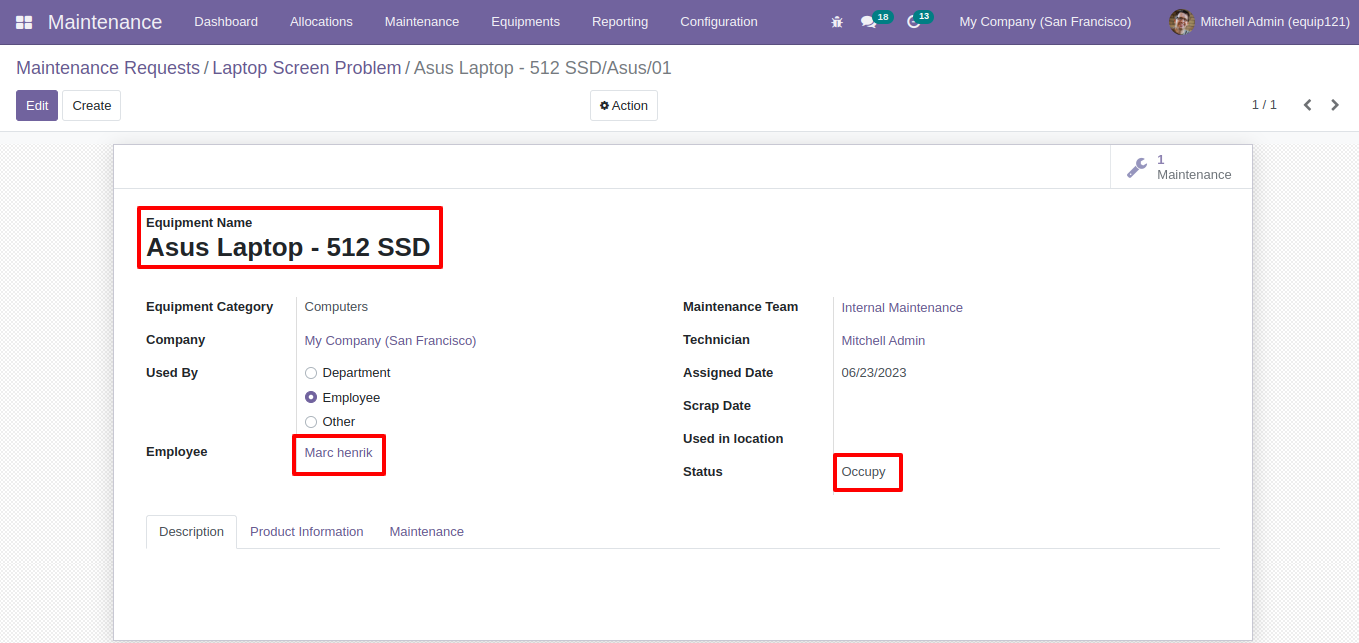 Maintenance Dashboard Allocations Maintenance Equipments Reporting Configuration 18 13 My Company (San Francisco) Mitchell Admin (equip121)
Maintenance Requests / Laptop Screen Problem / Asus Laptop - 512 SSD/Asus/01
Edit Create Action 1 / 1
1
Maintenance
Equipment Name
Asus Laptop - 512 SSD
Equipment Category Computers
Company My Company (San Francisco)
Used By Department
Employee
Other
Employee Marc henrik
Maintenance Team Internal Maintenance
Technician Mitchell Admin
Assigned Date 06/23/2023
Scrap Date
Used in location
Status Occupy
Description Product Information Maintenance